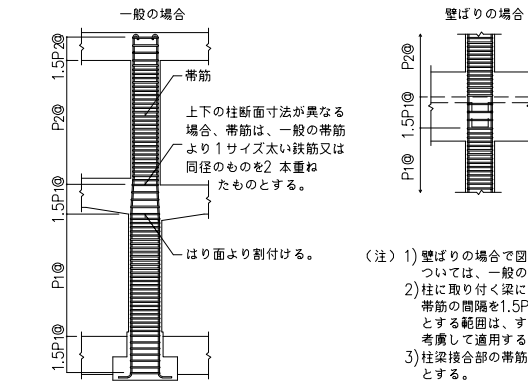 一般の場合
壁ばりの場合
1.5P2@
P2@
1.5P1@
P1@
1.5P1@
帯筋
上下の柱断面寸法が異なる
場合、帯筋は、一般の帯筋
より1サイズ太い鉄筋又は
同径のものを2 本重ね
たものとする。
はり面より割付ける。
P2@
1.5P1@
P1@
(注) 1) 壁ばりの場合で図
ついては、一般の
2) 柱に取り付く梁に
帯筋の間隔を1.5P
とする範囲は、す
考慮して適用する
3) 柱梁接合部の帯筋
とする。